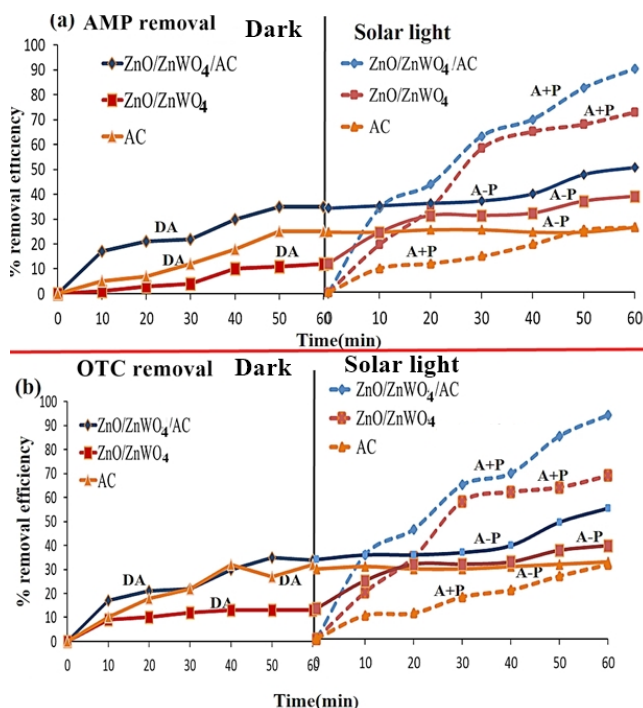 (a) AMP removal Dark Solar light
ZnO/ZnWO₄/AC
ZnO/ZnWO₄
AC
ZnO/ZnWO₄/AC
ZnO/ZnWO₄
AC
% removal efficiency
100
90
80
70
60
50
40
30
20
10
0
DA
DA
DA
A+P
A+P
A-P
A-P
A-P
A+P
0 10 20 30 40 50 60 0 10 20 30 40 50 60
Time(min) Time(min)
(b) OTC removal Dark Solar light
ZnO/ZnWO₄/AC
ZnO/ZnWO₄
AC
ZnO/ZnWO₄/AC
ZnO/ZnWO₄
AC
% removal efficiency
100
90
80
70
60
50
40
30
20
10
0
DA
DA
DA
A+P
A+P
A-P
A-P
A+P
0 10 20 30 40 50 60 10 20 30 40 50 60
Time(min) Time(min)